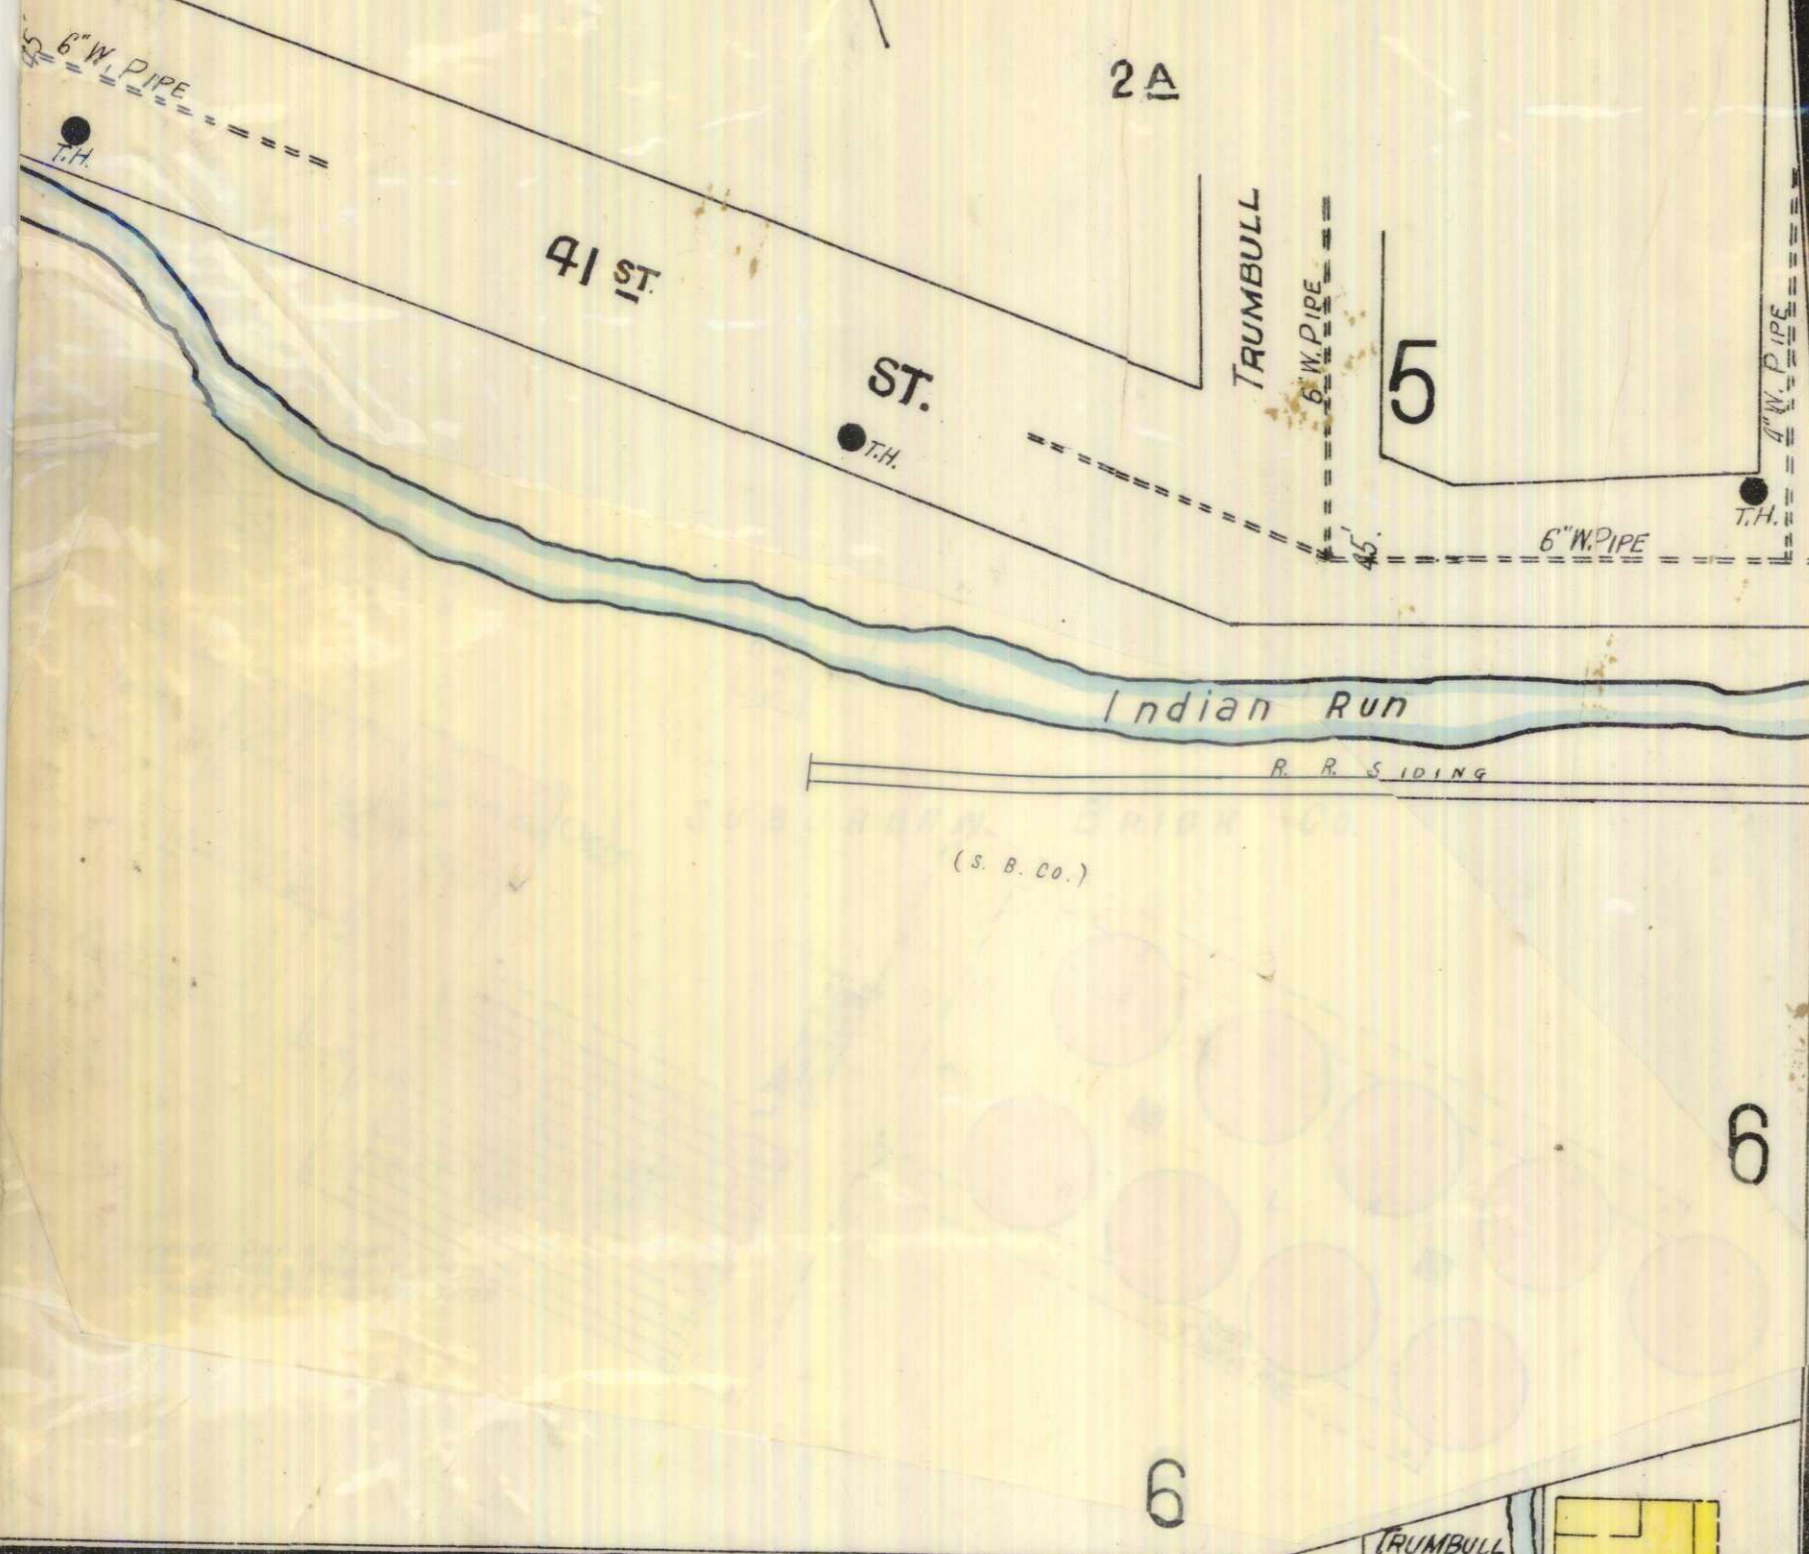 2A
6" W. PIPE
45'
T.H.
41 ST.
ST.
T.H.
TRUMBULL
6" W. PIPE
5
4" W. PIPE
T.H.
6" W. PIPE
45'
Indian Run
R. R. SIDING
SUBURBAN BRICK CO.
(S. B. CO.)
6
6
TRUMBULL